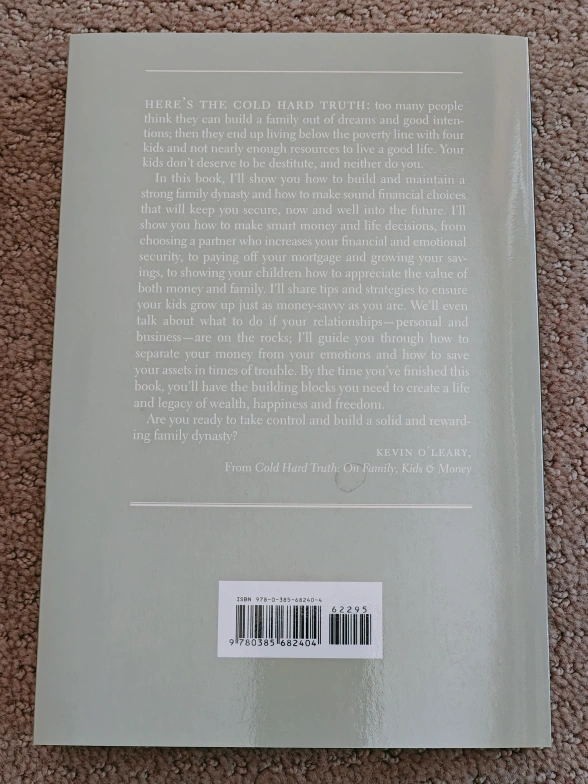 HERE'S THE COLD HARD TRUTH: too many people
think they can build a family out of dreams and good inten-
tions; then they end up living below the poverty line with four
kids and not nearly enough resources to live a good life. Your
kids don't deserve to be destitute, and neither do you.
In this book, I'll show you how to build and maintain a
strong family dynasty and how to make sound financial choices
that will keep you secure, now and well into the future. I'll
show you how to make smart money and life decisions, from
choosing a partner who increases your financial and emotional
security, to paying off your mortgage and growing your sav-
ings, to showing your children how to appreciate the value of
both money and family. I'll share tips and strategies to ensure
your kids grow up just as money-savvy as you are. We'll even
talk about what to do if your relationships—personal and
business—are on the rocks; I'll guide you through how to
separate your money from your emotions and how to save
your assets in times of trouble. By the time you've finished this
book, you'll have the building blocks you need to create a life
and legacy of wealth, happiness and freedom.
Are you ready to take control and build a solid and reward-
ing family dynasty?
KEVIN O'LEARY,
From Cold Hard Truth: On Family, Kids & Money
ISBN 978-0-385-68240-4
62295
9 780385 682404